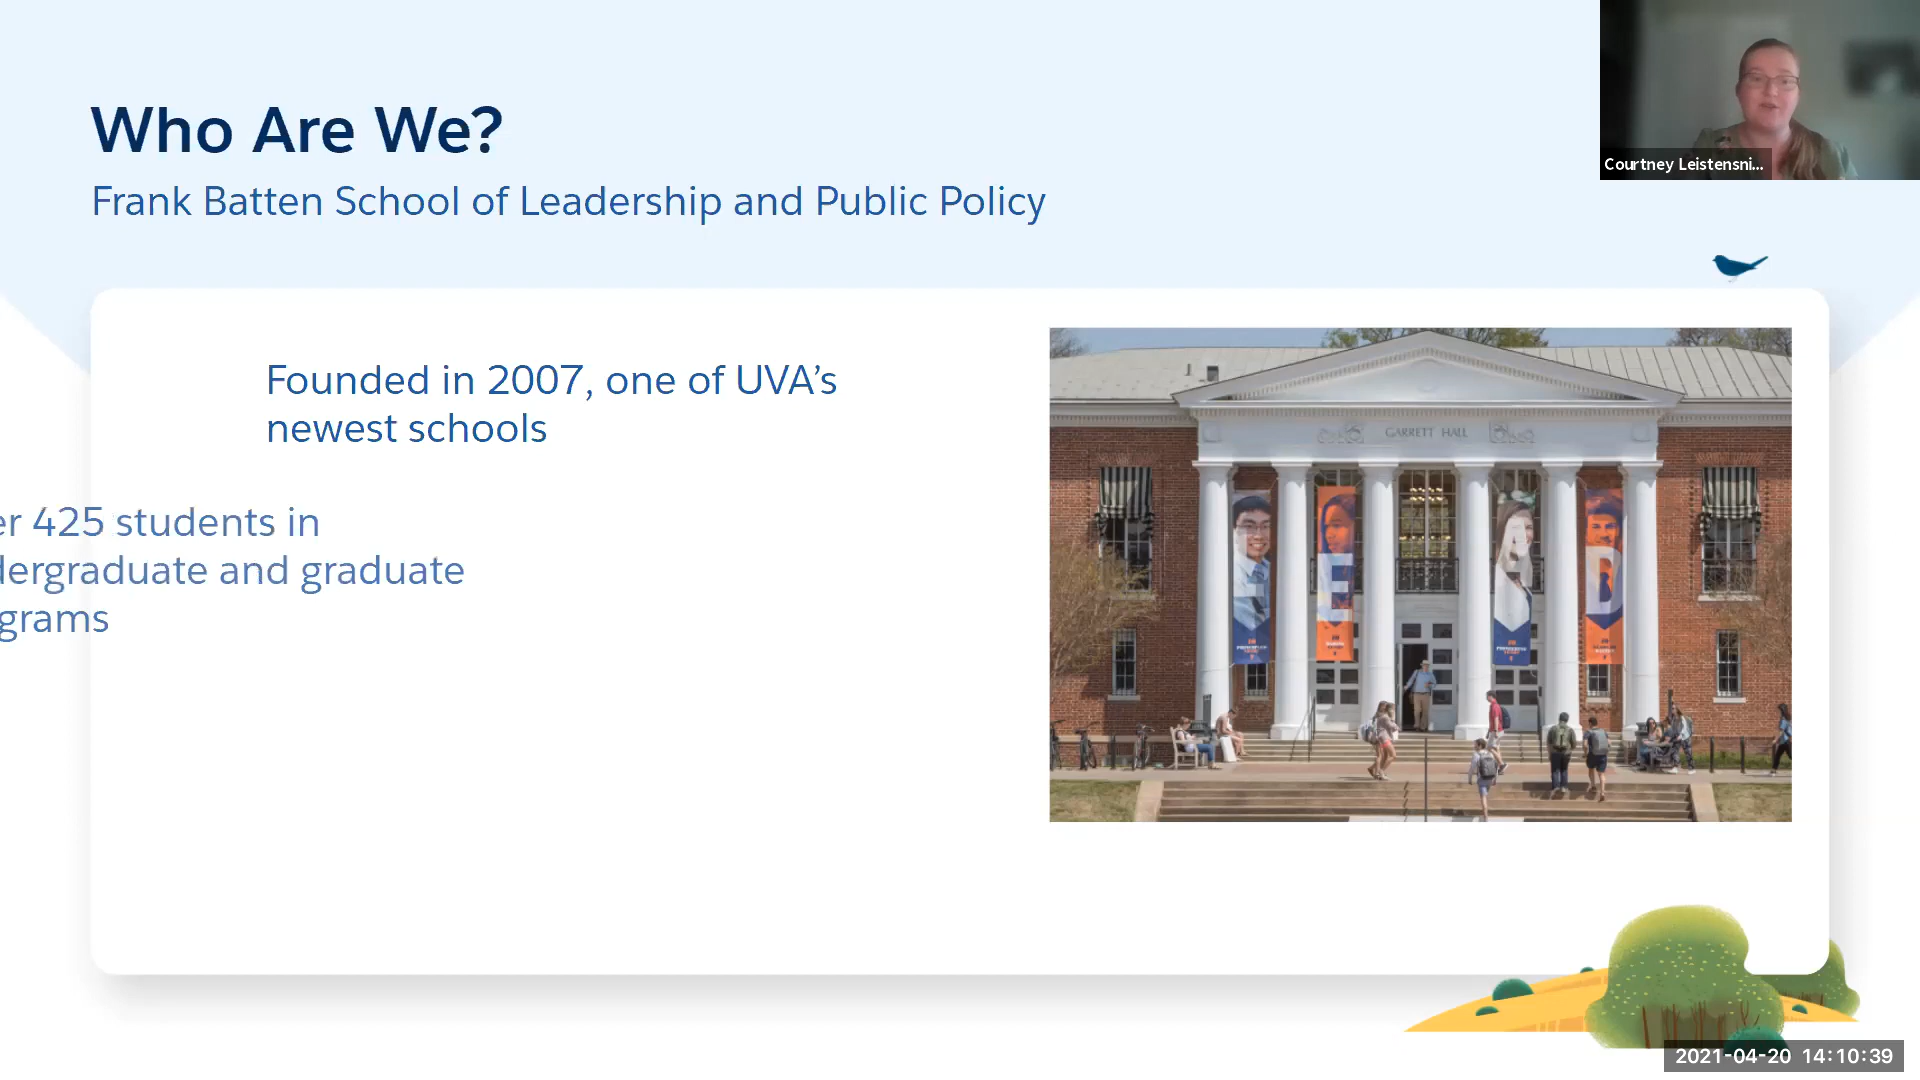 Who Are We?
Frank Batten School of Leadership and Public Policy
Courtney Leistensni...
Founded in 2007, one of UVA’s
newest schools
er 425 students in
dergraduate and graduate
grams
GARRETT HALL
E
A
D
2021-04-20 14:10:39